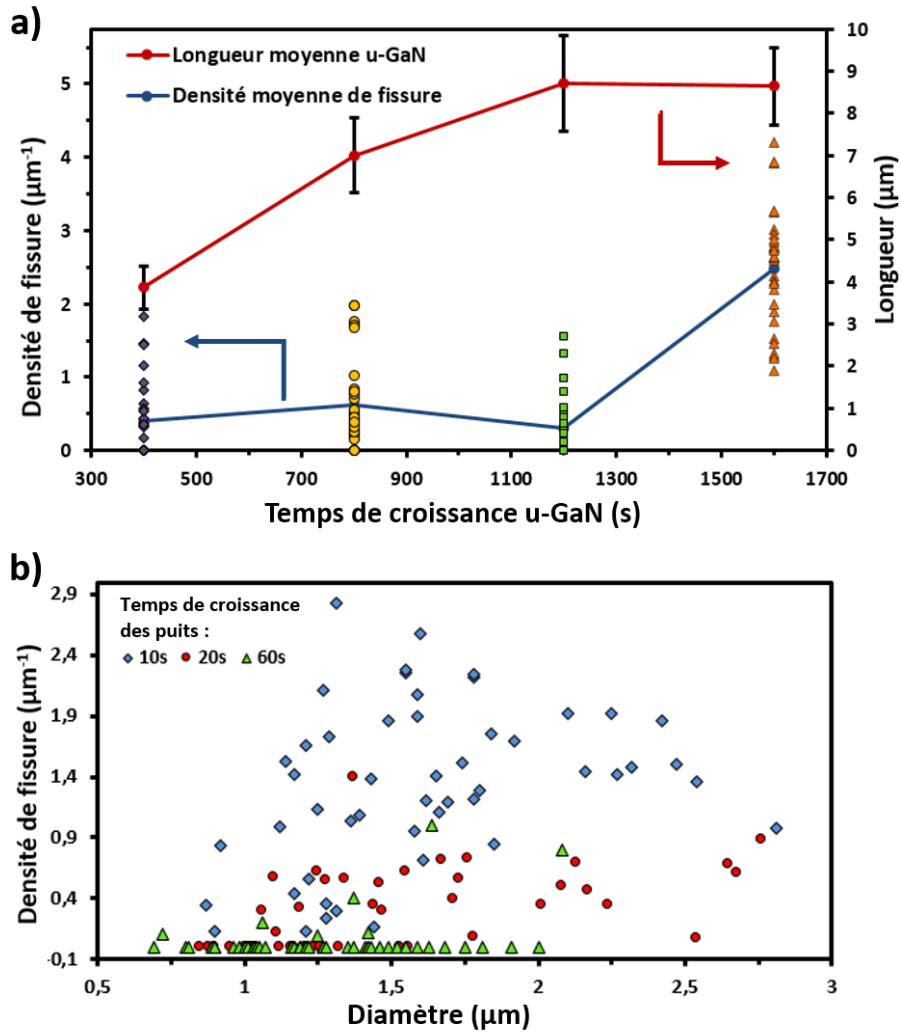 a)
Longueur moyenne u-GaN
Densité moyenne de fissure
Densité de fissure (µm⁻¹)
5
4
3
2
1
0
10
9
8
7
6
5
4
3
2
1
0
Longueur (µm)
300 500 700 900 1100 1300 1500 1700
Temps de croissance u-GaN (s)
b)
Temps de croissance
des puits :
10s 20s 60s
Densité de fissure (µm⁻¹)
2,9
2,4
1,9
1,4
0,9
0,4
-0,1
0,5 1 1,5 2 2,5 3
Diamètre (µm)